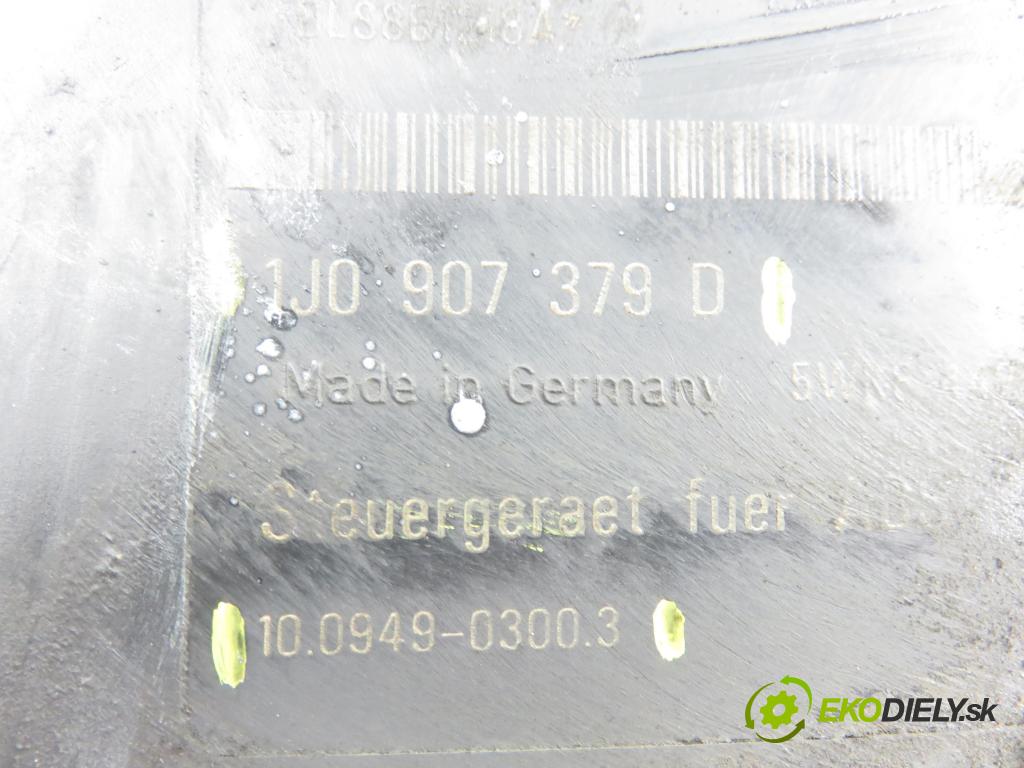 1J0 907 379 D
Made in Germany
Steuergeraet fuer
10.0949-0300.3
EKODIELY.sk